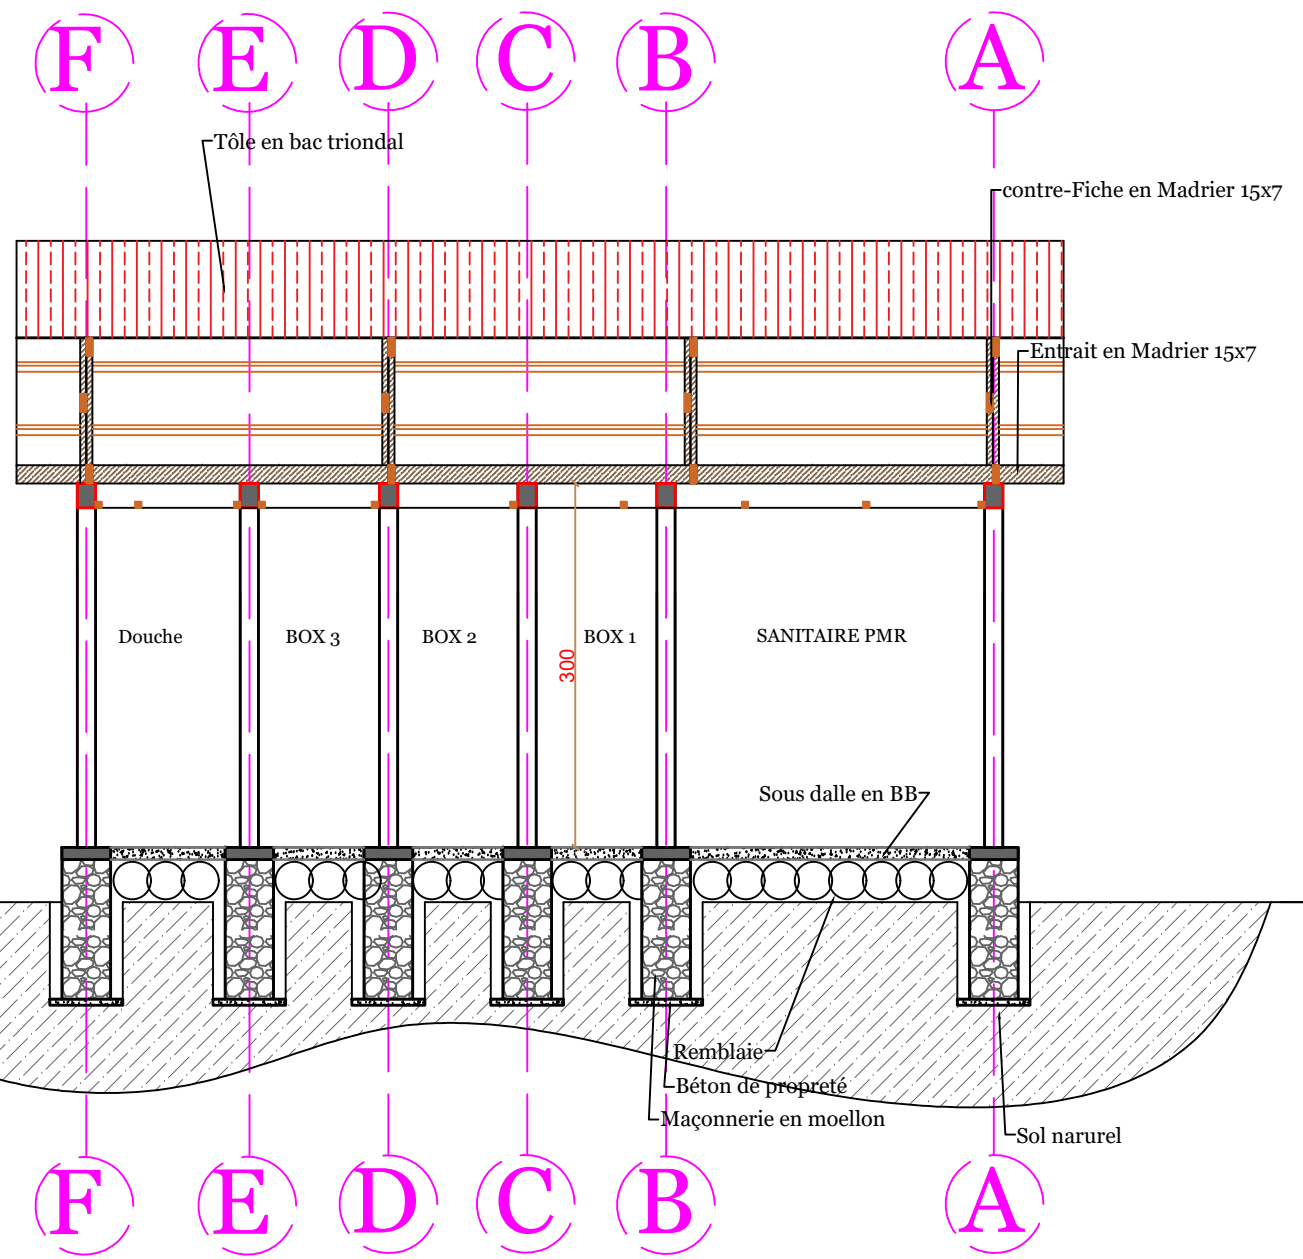 F E D C B A
Tôle en bac triondal
contre-Fiche en Madrier 15x7
Entrait en Madrier 15x7
Douche
BOX 3
BOX 2
BOX 1
SANITAIRE PMR
300
Sous dalle en BB
Remblaie
Béton de propreté
Maçonnerie en moellon
Sol narurel
F E D C B A